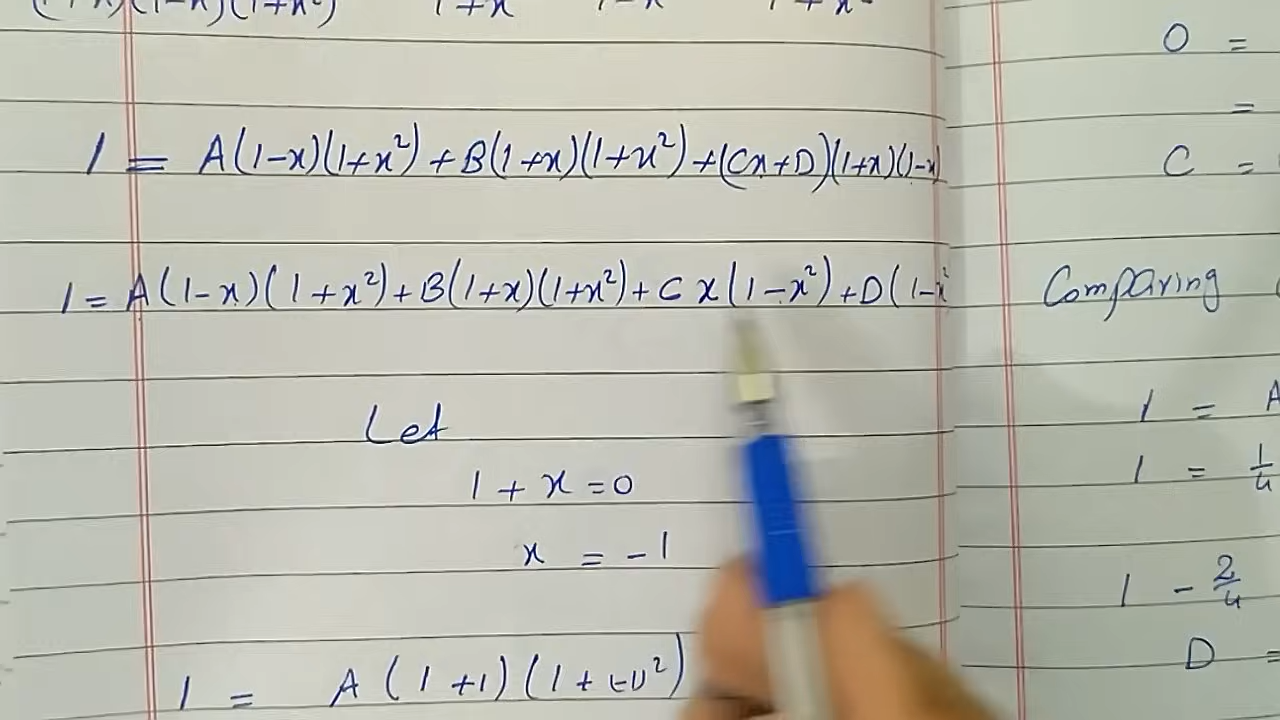 1 = A(1-x)(1+x²) + B(1+x)(1+x²) + (Cx+D)(1+x)(1-x)
1 = A(1-x)(1+x²) + B(1+x)(1+x²) + Cx(1-x²) + D(1-x²
Let
1 + x = 0
x = -1
1 = A(1+1)(1+(-1)²)
0 =
=
C =
Comparing
1 = A
1 = 1/4
1 - 2/4
D =